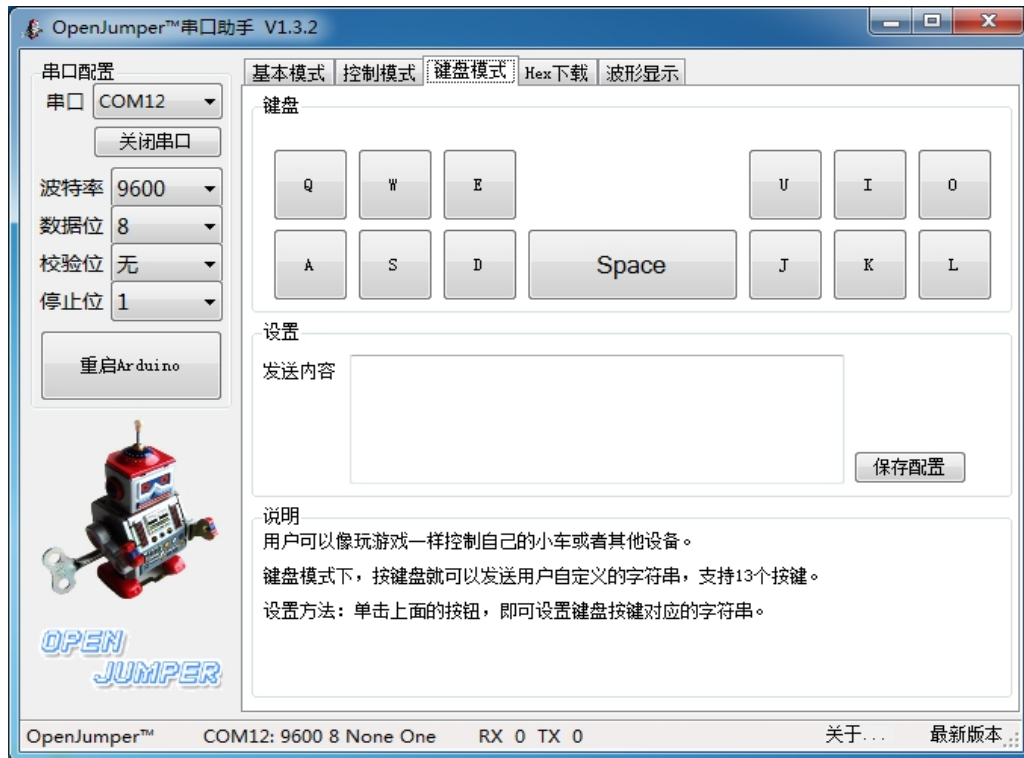 OpenJumper™串口助手 V1.3.2
串口配置
串口 COM12
关闭串口
波特率 9600
数据位 8
校验位 无
停止位 1
重启Arduino
OPEN
JUMPER
基本模式 控制模式 键盘模式 Hex下载 波形显示
键盘
Q W E U I O
A S D Space J K L
设置
发送内容
保存配置
说明
用户可以像玩游戏一样控制自己的小车或者其他设备。
键盘模式下，按键盘就可以发送用户自定义的字符串，支持13个按键。
设置方法：单击上面的按钮，即可设置键盘按键对应的字符串。
OpenJumper™ COM12: 9600 8 None One RX 0 TX 0 关于... 最新版本